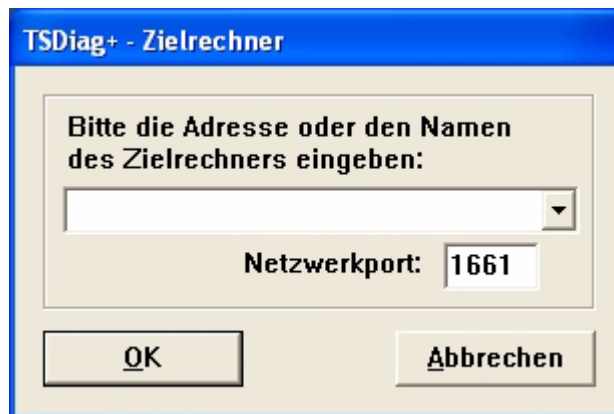 TSDiag+ - Zielrechner
Bitte die Adresse oder den Namen
des Zielrechners eingeben:
Netzwerkport: 1661
OK Abbrechen